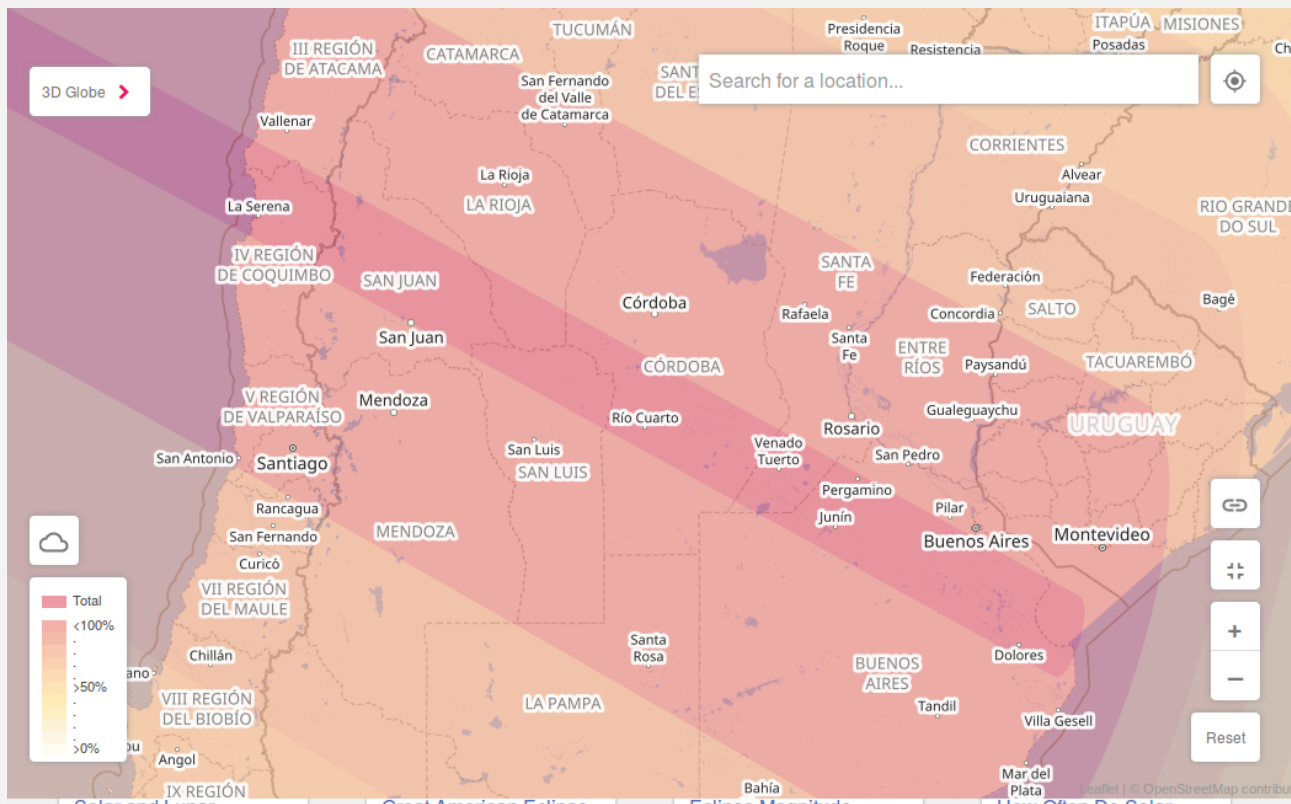 TUCUMÁN
Presidencia
Roque
Resistencia
ITAPÚA
MISIONES
Posadas
III REGIÓN
DE ATACAMA
CATAMARCA
San Fernando
del Valle
de Catamarca
Search for a location...
3D Globe
Vallenar
CORRIENTES
Alvear
La Rioja
LA RIOJA
Uruguaiana
La Serena
RIO GRANDE
DO SUL
IV REGIÓN
DE COQUIMBO
SAN JUAN
SANTA
FE
Federación
Córdoba
Rafaela
Concordia
SALTO
Bagé
San Juan
Santa
Fe
ENTRE
RÍOS
Paysandú
TACUAREMBÓ
CÓRDOBA
V REGIÓN
DE VALPARAÍSO
Mendoza
Río Cuarto
Gualeguaychu
URUGUAY
Rosario
Venado
Tuerto
San Antonio
Santiago
San Luis
SAN LUIS
San Pedro
Pergamino
Rancagua
Junín
Pilar
San Fernando
MENDOZA
Buenos Aires
Montevideo
Curicó
VII REGIÓN
DEL MAULE
Total
<100%
>50%
>0%
Chillán
Santa
Rosa
BUENOS
AIRES
Dolores
VIII REGIÓN
DEL BIOBÍO
LA PAMPA
Tandil
Villa Gesell
Reset
Angol
IX REGIÓN
Bahía
Mar del
Plata
Leaflet | © OpenStreetMap contribut